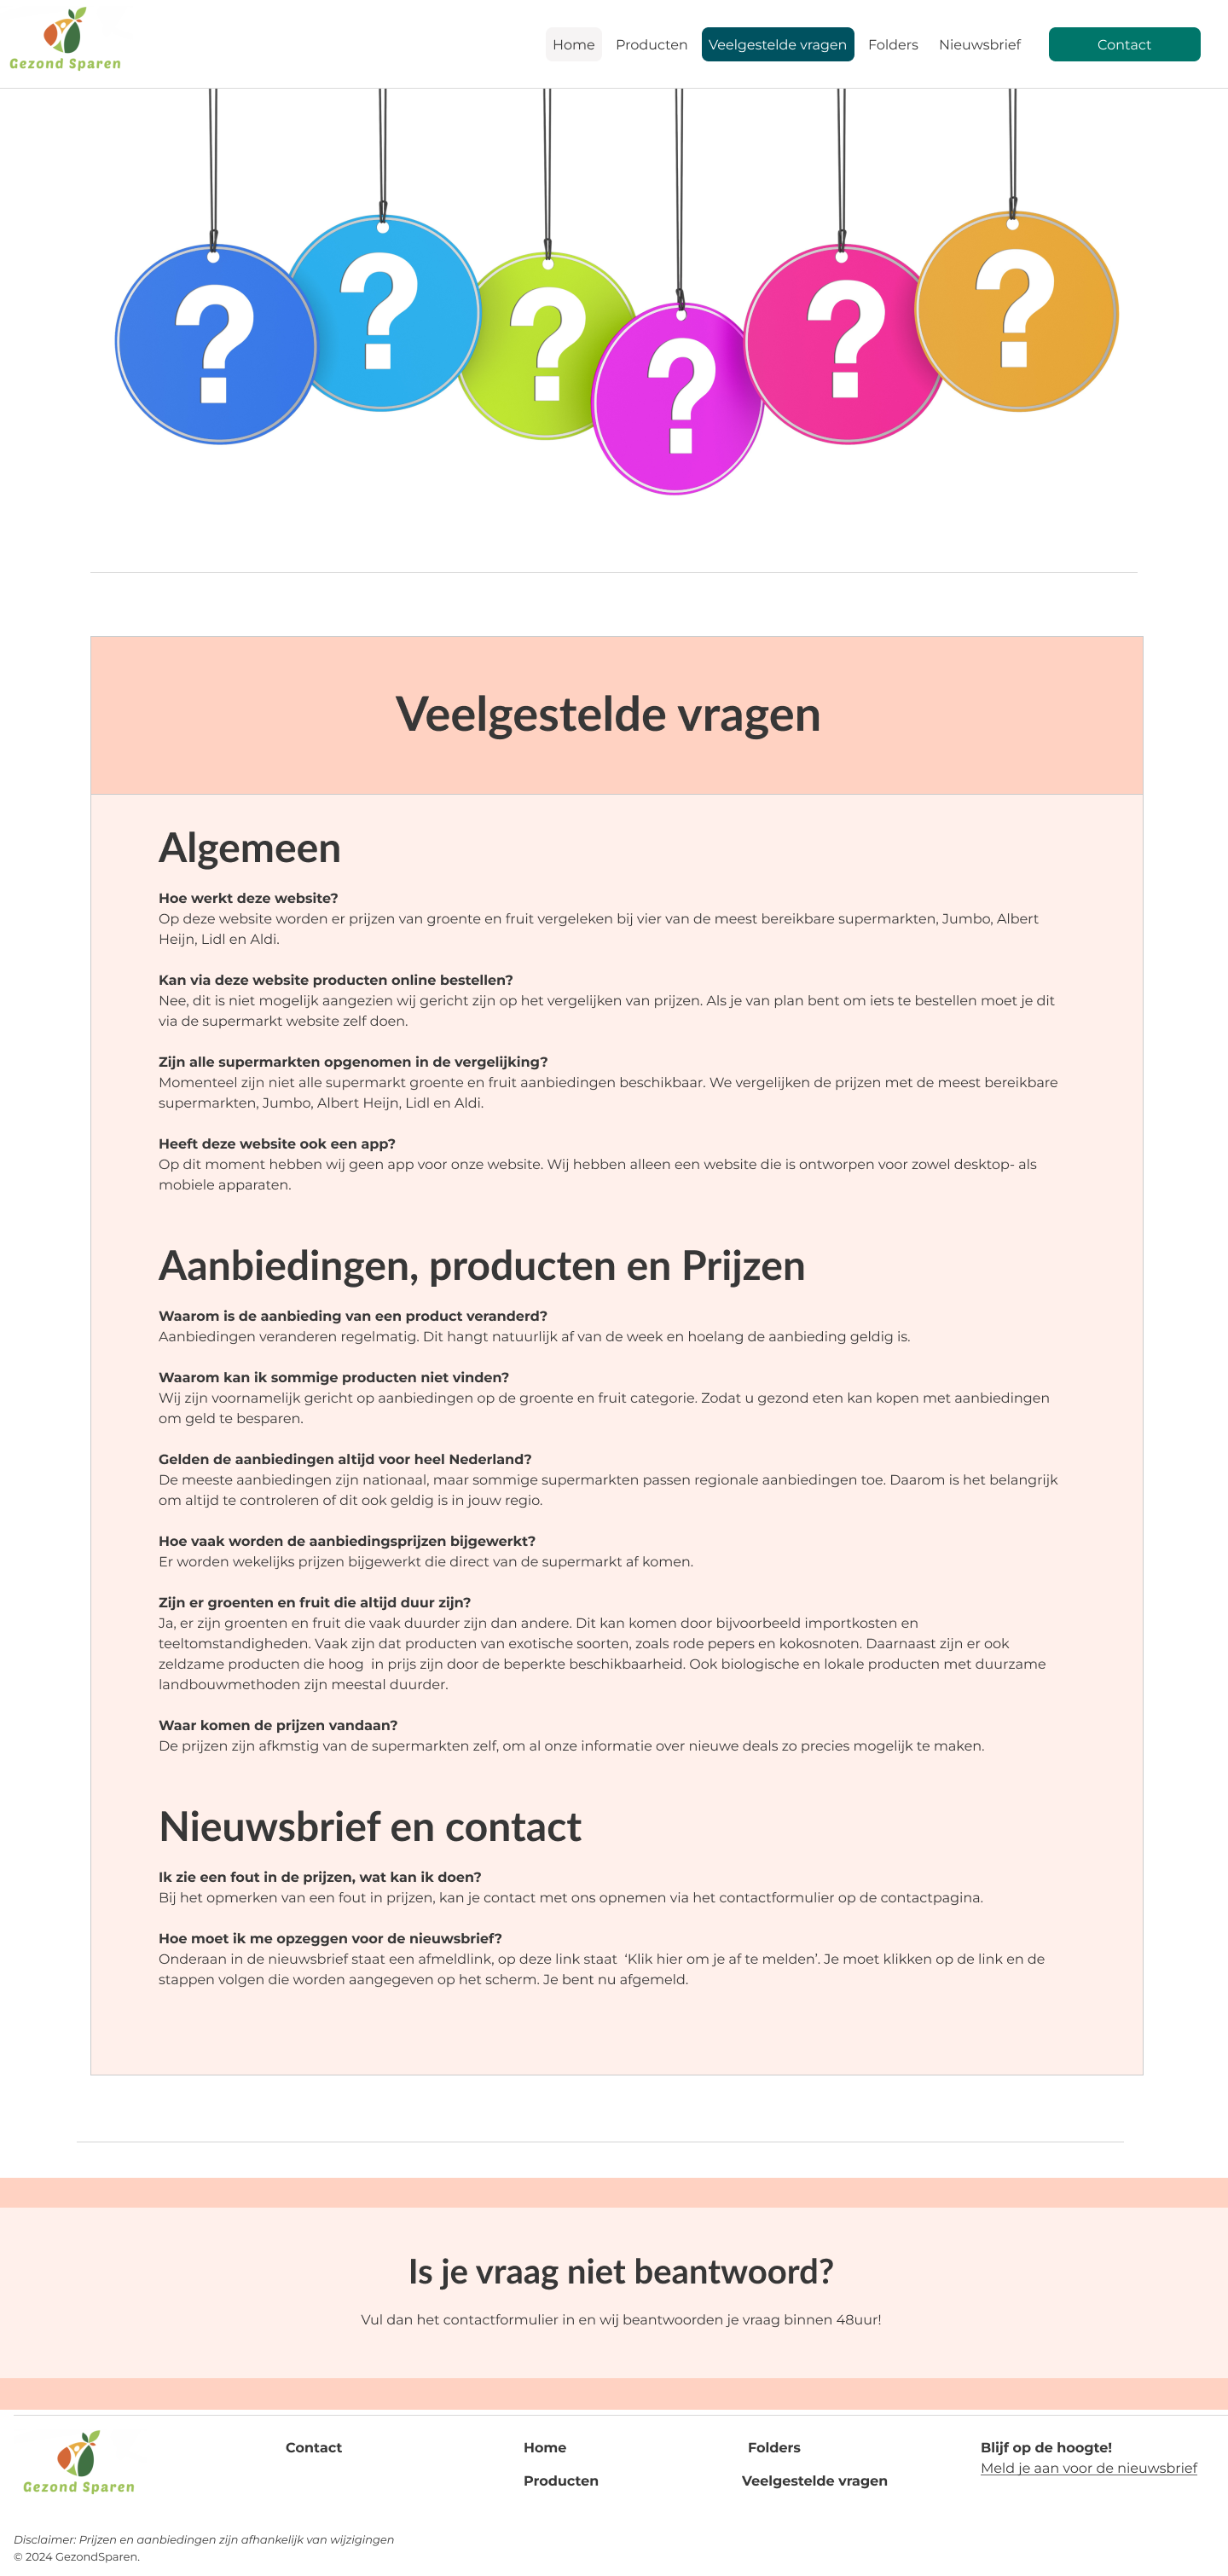 Gezond Sparen
Home Producten Veelgestelde vragen Folders Nieuwsbrief Contact
? ? ? ? ? ?
Veelgestelde vragen
Algemeen
Hoe werkt deze website?
Op deze website worden er prijzen van groente en fruit vergeleken bij vier van de meest bereikbare supermarkten, Jumbo, Albert
Heijn, Lidl en Aldi.
Kan via deze website producten online bestellen?
Nee, dit is niet mogelijk aangezien wij gericht zijn op het vergelijken van prijzen. Als je van plan bent om iets te bestellen moet je dit
via de supermarkt website zelf doen.
Zijn alle supermarkten opgenomen in de vergelijking?
Momenteel zijn niet alle supermarkt groente en fruit aanbiedingen beschikbaar. We vergelijken de prijzen met de meest bereikbare
supermarkten, Jumbo, Albert Heijn, Lidl en Aldi.
Heeft deze website ook een app?
Op dit moment hebben wij geen app voor onze website. Wij hebben alleen een website die is ontworpen voor zowel desktop- als
mobiele apparaten.
Aanbiedingen, producten en Prijzen
Waarom is de aanbieding van een product veranderd?
Aanbiedingen veranderen regelmatig. Dit hangt natuurlijk af van de week en hoelang de aanbieding geldig is.
Waarom kan ik sommige producten niet vinden?
Wij zijn voornamelijk gericht op aanbiedingen op de groente en fruit categorie. Zodat u gezond eten kan kopen met aanbiedingen
om geld te besparen.
Gelden de aanbiedingen altijd voor heel Nederland?
De meeste aanbiedingen zijn nationaal, maar sommige supermarkten passen regionale aanbiedingen toe. Daarom is het belangrijk
om altijd te controleren of dit ook geldig is in jouw regio.
Hoe vaak worden de aanbiedingsprijzen bijgewerkt?
Er worden wekelijks prijzen bijgewerkt die direct van de supermarkt af komen.
Zijn er groenten en fruit die altijd duur zijn?
Ja, er zijn groenten en fruit die vaak duurder zijn dan andere. Dit kan komen door bijvoorbeeld importkosten en
teeltomstandigheden. Vaak zijn dat producten van exotische soorten, zoals rode pepers en kokosnoten. Daarnaast zijn er ook
zeldzame producten die hoog  in prijs zijn door de beperkte beschikbaarheid. Ook biologische en lokale producten met duurzame
landbouwmethoden zijn meestal duurder.
Waar komen de prijzen vandaan?
De prijzen zijn afkmstig van de supermarkten zelf, om al onze informatie over nieuwe deals zo precies mogelijk te maken.
Nieuwsbrief en contact
Ik zie een fout in de prijzen, wat kan ik doen?
Bij het opmerken van een fout in prijzen, kan je contact met ons opnemen via het contactformulier op de contactpagina.
Hoe moet ik me opzeggen voor de nieuwsbrief?
Onderaan in de nieuwsbrief staat een afmeldlink, op deze link staat  ‘Klik hier om je af te melden’. Je moet klikken op de link en de
stappen volgen die worden aangegeven op het scherm. Je bent nu afgemeld.
Is je vraag niet beantwoord?
Vul dan het contactformulier in en wij beantwoorden je vraag binnen 48uur!
Gezond Sparen
Contact
Home
Producten
Folders
Veelgestelde vragen
Blijf op de hoogte!
Meld je aan voor de nieuwsbrief
Disclaimer: Prijzen en aanbiedingen zijn afhankelijk van wijzigingen
© 2024 GezondSparen.